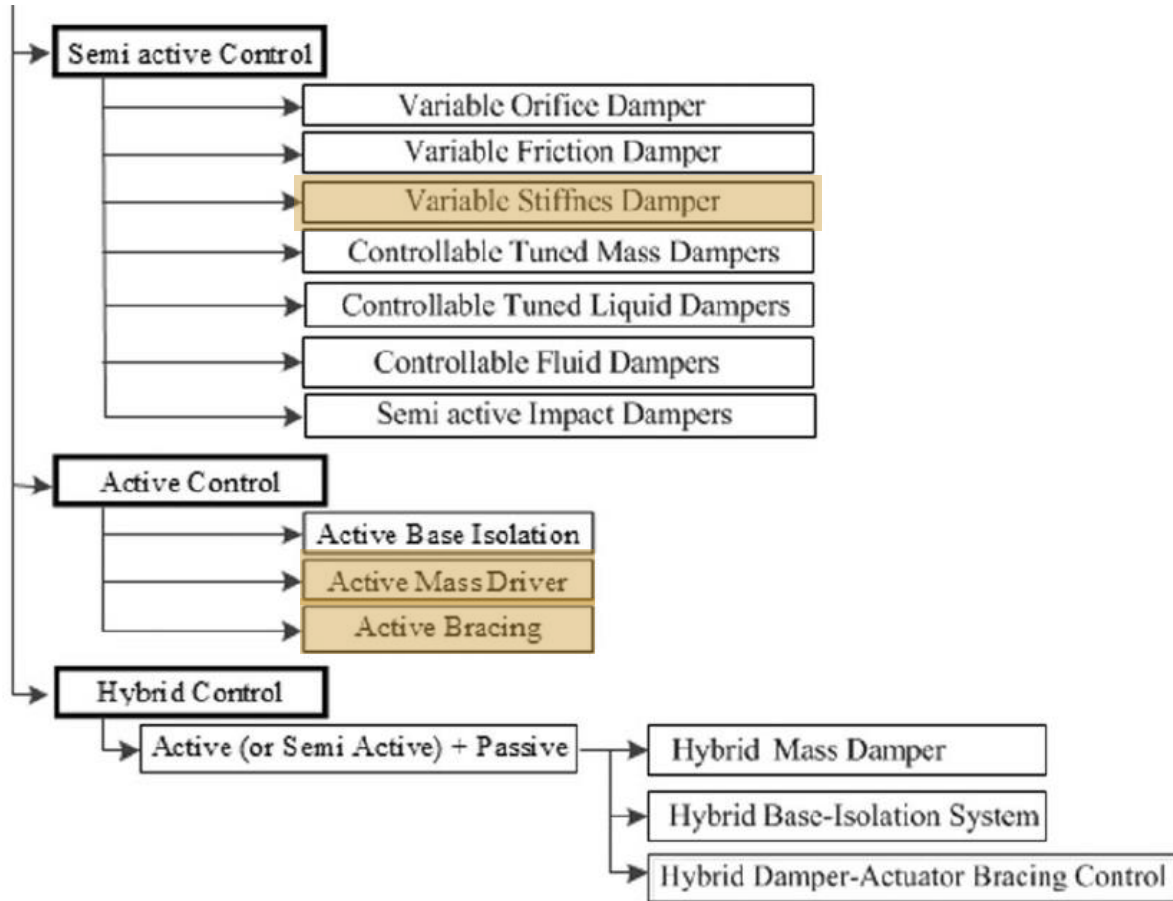 Semi active Control
Variable Orifice Damper
Variable Friction Damper
Variable Stiffnes Damper
Controllable Tuned Mass Dampers
Controllable Tuned Liquid Dampers
Controllable Fluid Dampers
Semi active Impact Dampers
Active Control
Active Base Isolation
Active Mass Driver
Active Bracing
Hybrid Control
Active (or Semi Active) + Passive
Hybrid Mass Damper
Hybrid Base-Isolation System
Hybrid Damper-Actuator Bracing Control